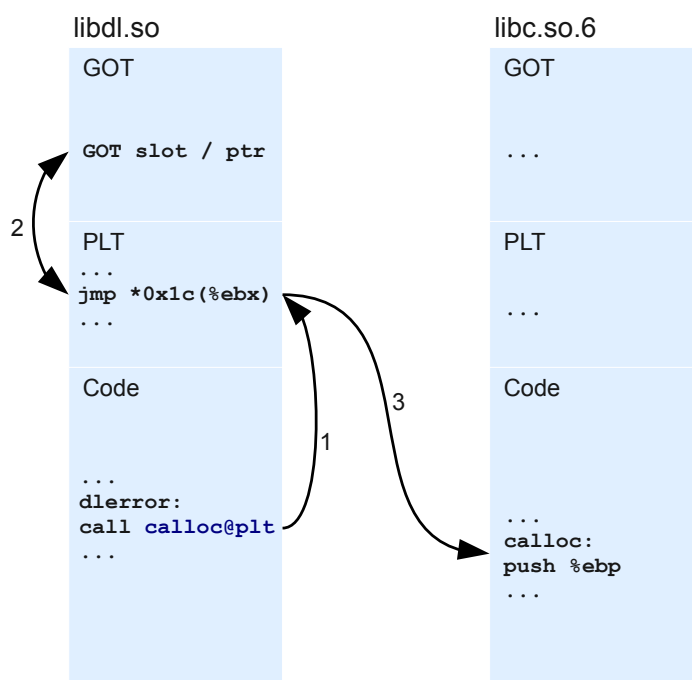 libdl.so
GOT
GOT slot / ptr
2
PLT
...
jmp *0x1c(%ebx)
...
Code
...
dlerror:
call calloc@plt
...
1
3
libc.so.6
GOT
...
PLT
...
Code
...
calloc:
push %ebp
...